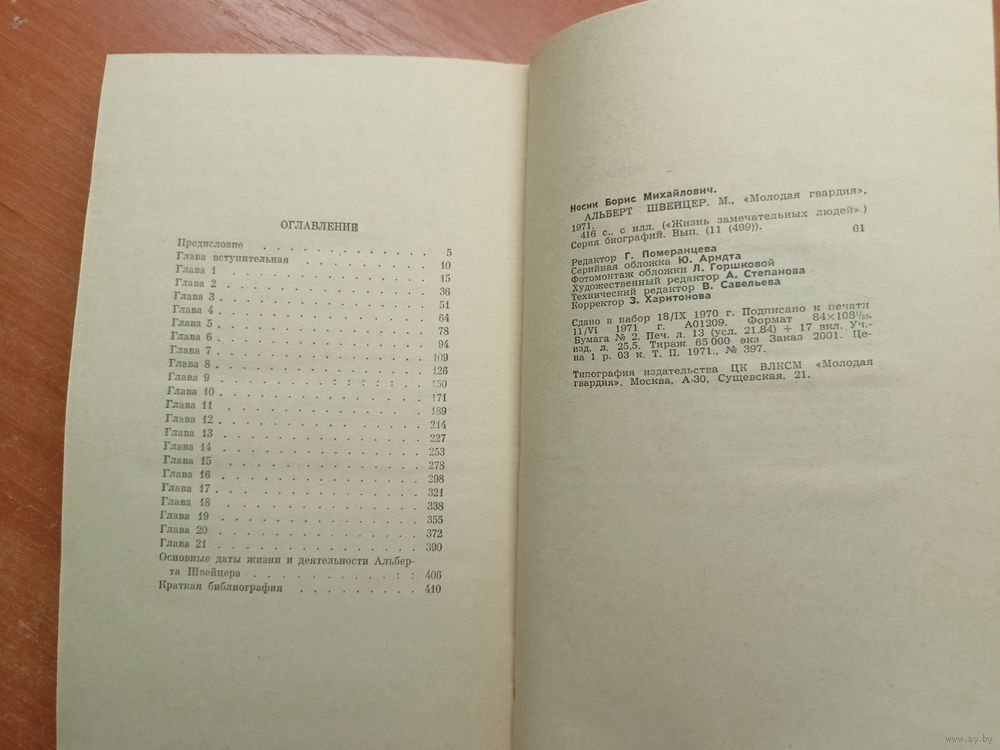 ОГЛАВЛЕНИЕ
Предисловие . . . . . . . . . . . 5
Глава вступительная . . . . . . . . 10
Глава 1 . . . . . . . . . . . . 15
Глава 2 . . . . . . . . . . . . 36
Глава 3 . . . . . . . . . . . . 51
Глава 4 . . . . . . . . . . . . 64
Глава 5 . . . . . . . . . . . . 78
Глава 6 . . . . . . . . . . . . 94
Глава 7 . . . . . . . . . . . . 109
Глава 8 . . . . . . . . . . . . 126
Глава 9 . . . . . . . . . . . . 150
Глава 10 . . . . . . . . . . . . 171
Глава 11 . . . . . . . . . . . . 189
Глава 12 . . . . . . . . . . . . 214
Глава 13 . . . . . . . . . . . . 227
Глава 14 . . . . . . . . . . . . 253
Глава 15 . . . . . . . . . . . . 278
Глава 16 . . . . . . . . . . . . 298
Глава 17 . . . . . . . . . . . . 321
Глава 18 . . . . . . . . . . . . 338
Глава 19 . . . . . . . . . . . . 355
Глава 20 . . . . . . . . . . . . 372
Глава 21 . . . . . . . . . . . . 390
Основные даты жизни и деятельности Альбер-
та Швейцера . . . . . . . . . : : 406
Краткая библиография . . . . . . . . 410
Носик Борис Михайлович.
АЛЬБЕРТ ШВЕЙЦЕР. М., «Молодая гвардия»,
1971.
416 с., с илл. («Жизнь замечательных людей».)
Серия биографий. Вып. (11 (499)). 61
Редактор Г. Померанцева
Серийная обложка Ю. Арндта
Фотомонтаж обложки Л. Горшковой
Художественный редактор А. Степанова
Технический редактор В. Савельева
Корректор З. Харитонова
Сдано в набор 18/IX 1970 г. Подписано к печати
11/VI 1971 г. А01209. Формат 84×108¹/₃₂.
Бумага № 2. Печ. л. 13 (усл. 21,84) + 17 вкл. Уч.-
изд. л. 25,5. Тираж 65 000 экз Заказ 2001. Це-
на 1 р. 03 к. Т. П. 1971., № 397.
Типография издательства ЦК ВЛКСМ «Молодая
гвардия». Москва, А-30, Сущевская, 21.
www.ay.by